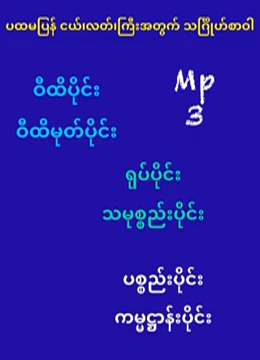 ပထမပြန် ငယ်၊လတ်၊ကြီးအတွက် သင်္ဂြိုဟ်စာဝါ
ဝီထိပိုင်း
Mp
3
ဝီထိမုတ်ပိုင်း
ရုပ်ပိုင်း
သမုစ္စည်းပိုင်း
ပစ္စည်းပိုင်း
ကမ္မဋ္ဌာန်းပိုင်း